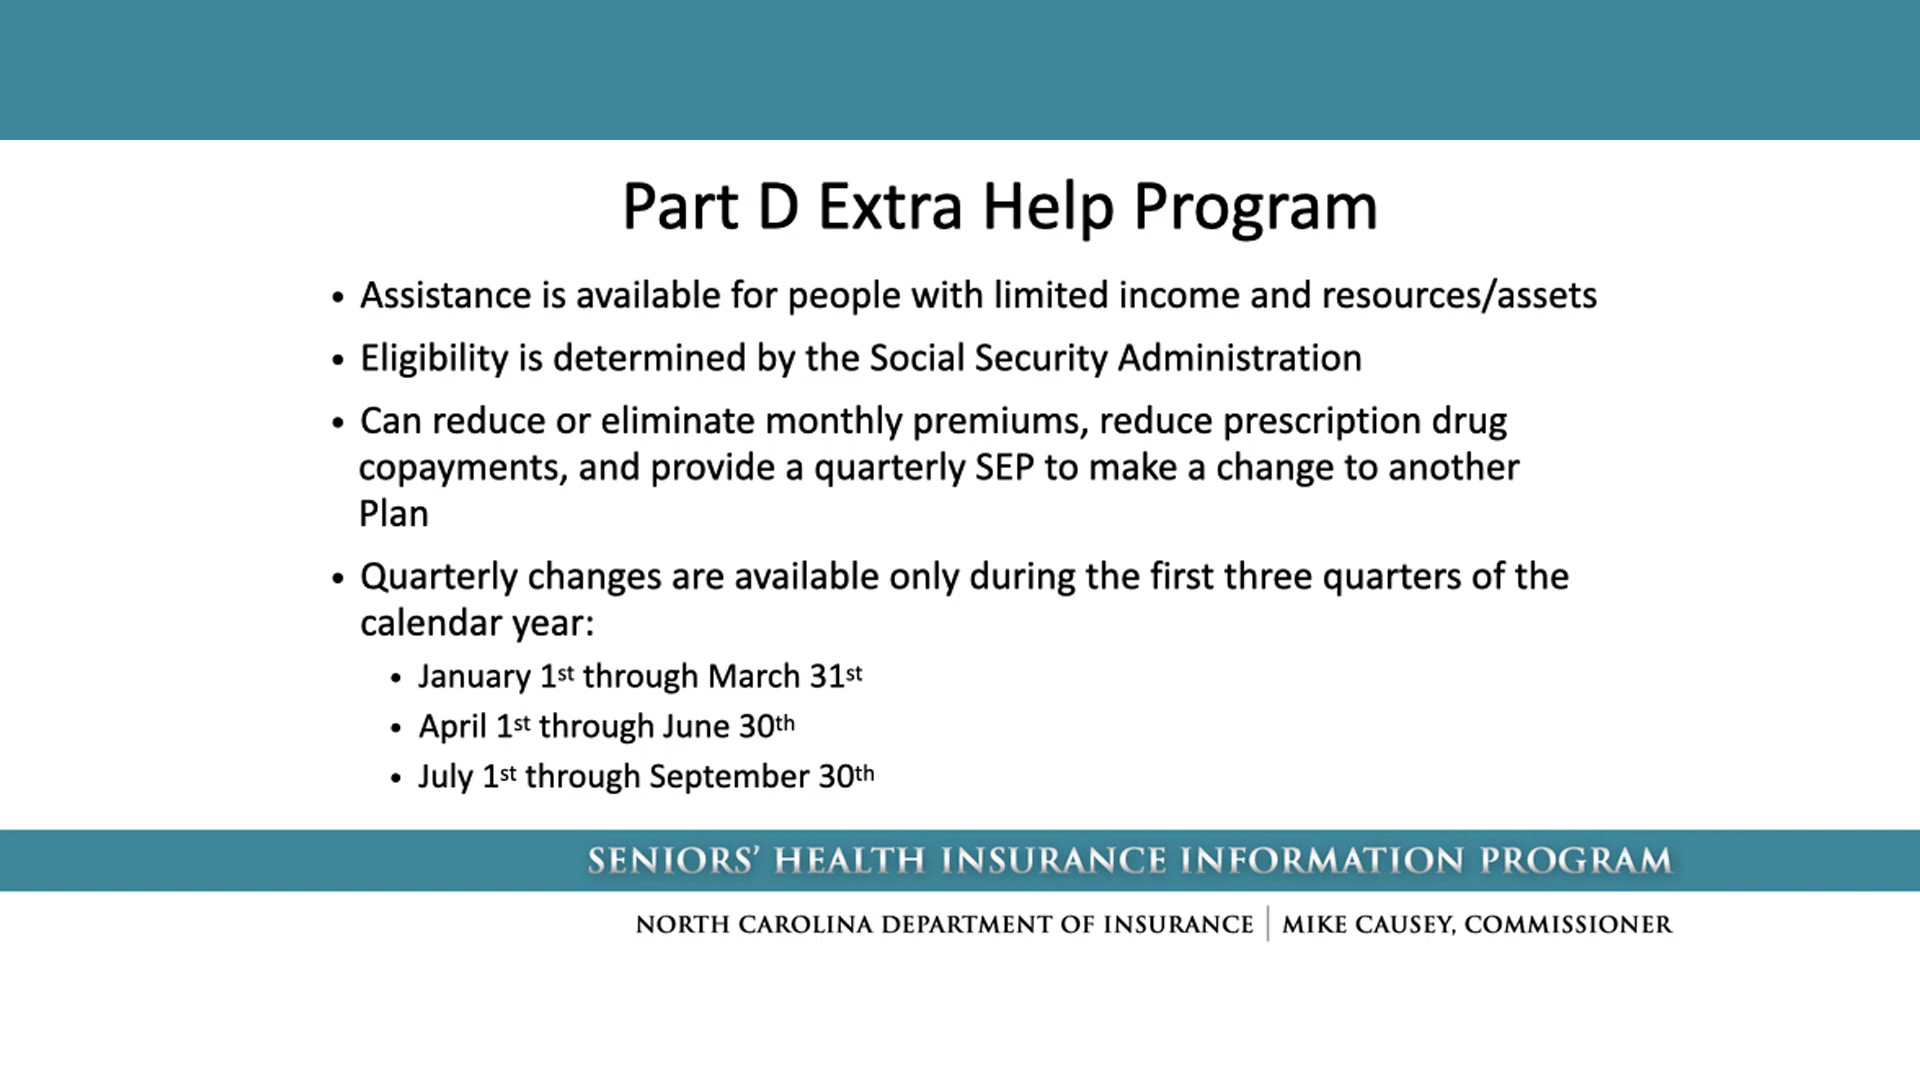 Part D Extra Help Program
• Assistance is available for people with limited income and resources/assets
• Eligibility is determined by the Social Security Administration
• Can reduce or eliminate monthly premiums, reduce prescription drug
copayments, and provide a quarterly SEP to make a change to another
Plan
• Quarterly changes are available only during the first three quarters of the
calendar year:
• January 1st through March 31st
• April 1st through June 30th
• July 1st through September 30th
SENIORS' HEALTH INSURANCE INFORMATION PROGRAM
NORTH CAROLINA DEPARTMENT OF INSURANCE | MIKE CAUSEY, COMMISSIONER